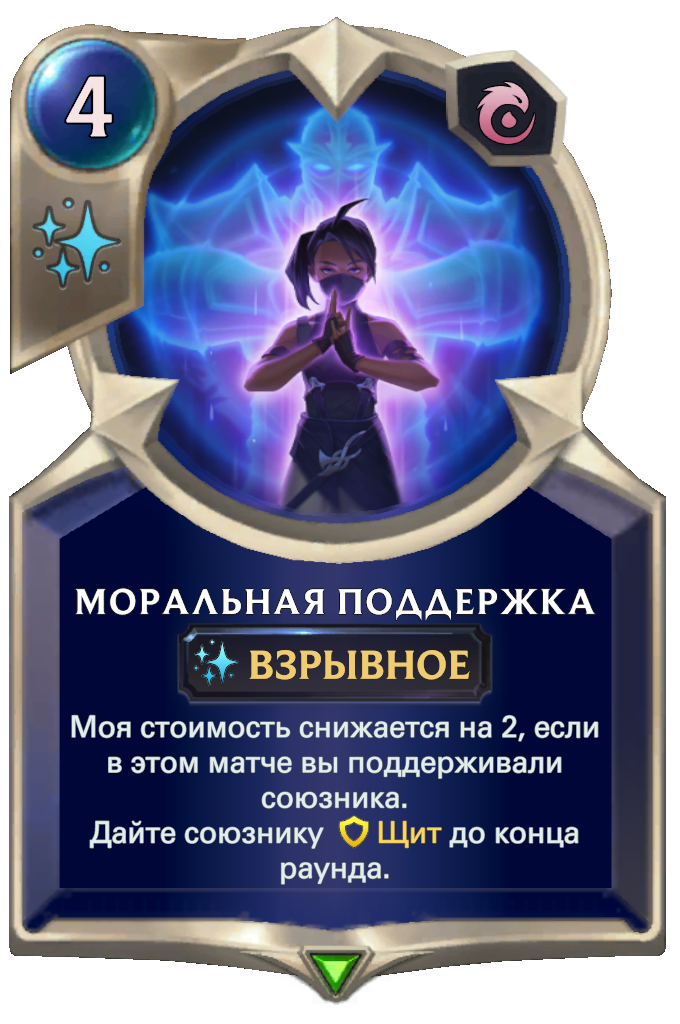 4
МОРАЛЬНАЯ ПОДДЕРЖКА
ВЗРЫВНОЕ
Моя стоимость снижается на 2, если
в этом матче вы поддерживали
союзника.
Дайте союзнику Щит до конца
раунда.